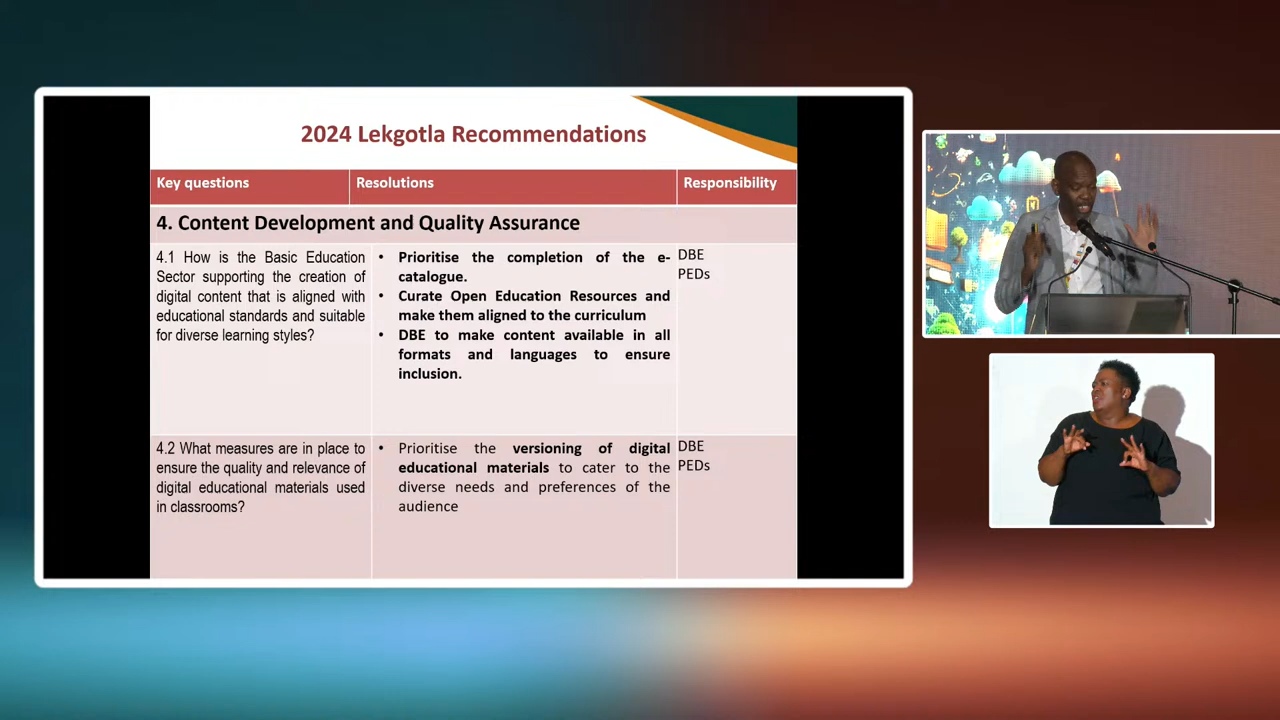 2024 Lekgotla Recommendations
Key questions
Resolutions
Responsibility
4. Content Development and Quality Assurance
4.1 How is the Basic Education
Sector supporting the creation of
digital content that is aligned with
educational standards and suitable
for diverse learning styles?
• Prioritise the completion of the e-
catalogue.
• Curate Open Education Resources and
make them aligned to the curriculum
• DBE to make content available in all
formats and languages to ensure
inclusion.
DBE
PEDs
4.2 What measures are in place to
ensure the quality and relevance of
digital educational materials used
in classrooms?
• Prioritise the versioning of digital
educational materials to cater to the
diverse needs and preferences of the
audience
DBE
PEDs